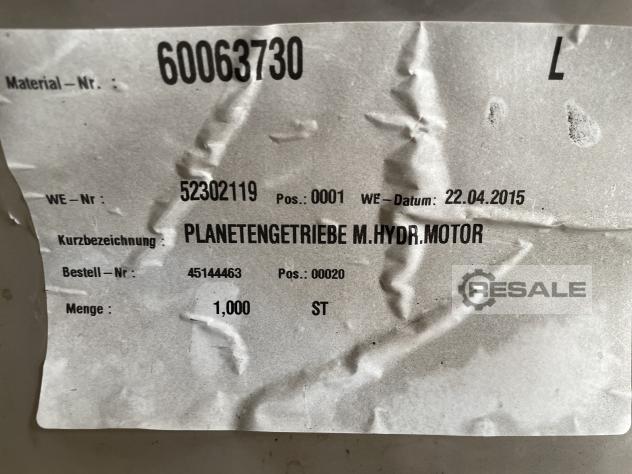 Material-Nr. : 60063730 L
WE-Nr : 52302119 Pos.: 0001 WE-Datum: 22.04.2015
Kurzbezeichnung : PLANETENGETRIEBE M.HYDR.MOTOR
Bestell-Nr : 45144463 Pos.: 00020
RESALE
Menge : 1,000 ST